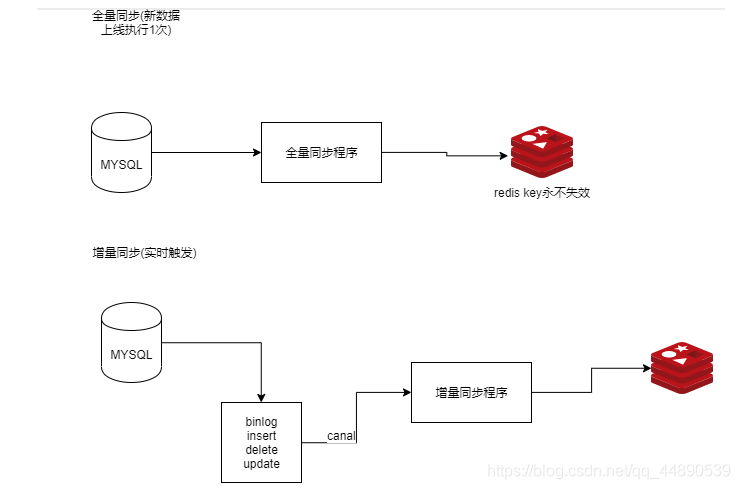 全量同步(新数据
上线执行1次)
MYSQL
全量同步程序
redis key永不失效
增量同步(实时触发)
MYSQL
增量同步程序
binlog
insert
delete
update
canal
https://blog.csdn.net/qq_44890539